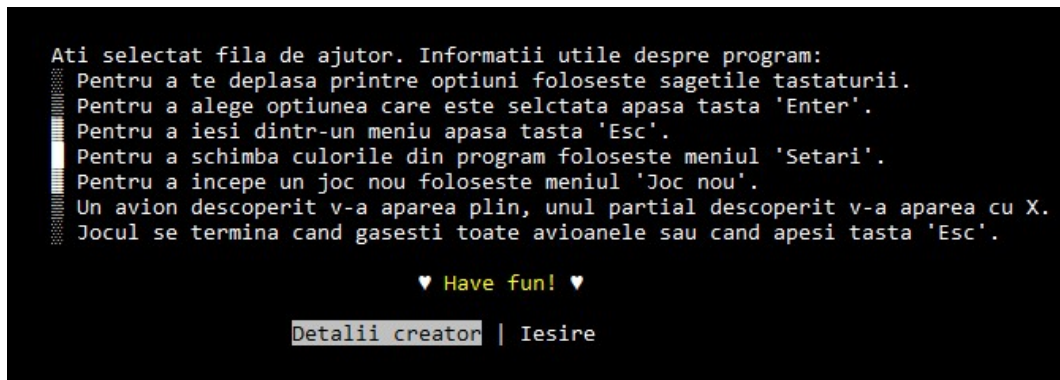 Ati selectat fila de ajutor. Informatii utile despre program:
░ Pentru a te deplasa printre optiuni foloseste sagetile tastaturii.
▒ Pentru a alege optiunea care este selctata apasa tasta 'Enter'.
▓ Pentru a iesi dintr-un meniu apasa tasta 'Esc'.
█ Pentru a schimba culorile din program foloseste meniul 'Setari'.
▓ Pentru a incepe un joc nou foloseste meniul 'Joc nou'.
▒ Un avion descoperit v-a aparea plin, unul partial descoperit v-a aparea cu X.
░ Jocul se termina cand gasesti toate avioanele sau cand apesi tasta 'Esc'.
♥ Have fun! ♥
Detalii creator | Iesire